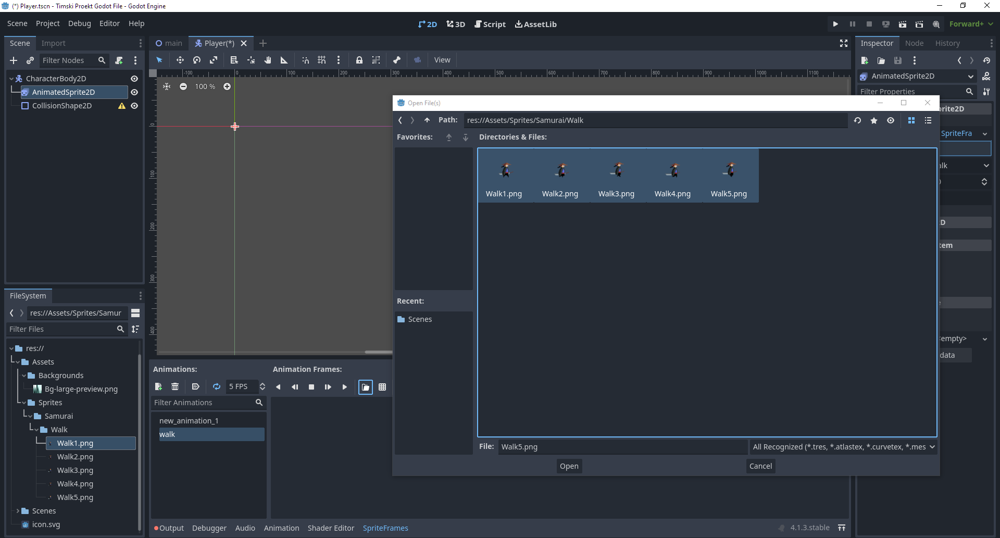 (*) Player.tscn - Timski Proekt Godot File - Godot Engine
Scene Project Debug Editor Help
2D 3D Script AssetLib
Forward+
Scene Import
main Player(*)
Inspector Node History
Filter Nodes
View
CharacterBody2D
AnimatedSprite2D
CollisionShape2D
-100 0 100 200 300 400 500 600 700 800 900 1000 1100
100 %
0
100
200
300
400
AnimatedSprite2D
Filter Properties
rite2D
SpriteFra
alk
D
tem
empty>
data
Open File(s)
Path: res://Assets/Sprites/Samurai/Walk
Favorites:
Directories & Files:
Walk1.png Walk2.png Walk3.png Walk4.png Walk5.png
Recent:
Scenes
File: Walk5.png All Recognized (*.tres, *.atlastex, *.curvetex, *.mes
Open Cancel
FileSystem
res://Assets/Sprites/Samur
Filter Files
res://
Assets
Backgrounds
Bg-large-preview.png
Sprites
Samurai
Walk
Walk1.png
Walk2.png
Walk3.png
Walk4.png
Walk5.png
Scenes
icon.svg
Animations:
Animation Frames:
5 FPS
Filter Animations
new_animation_1
walk
Output Debugger Audio Animation Shader Editor SpriteFrames
4.1.3.stable